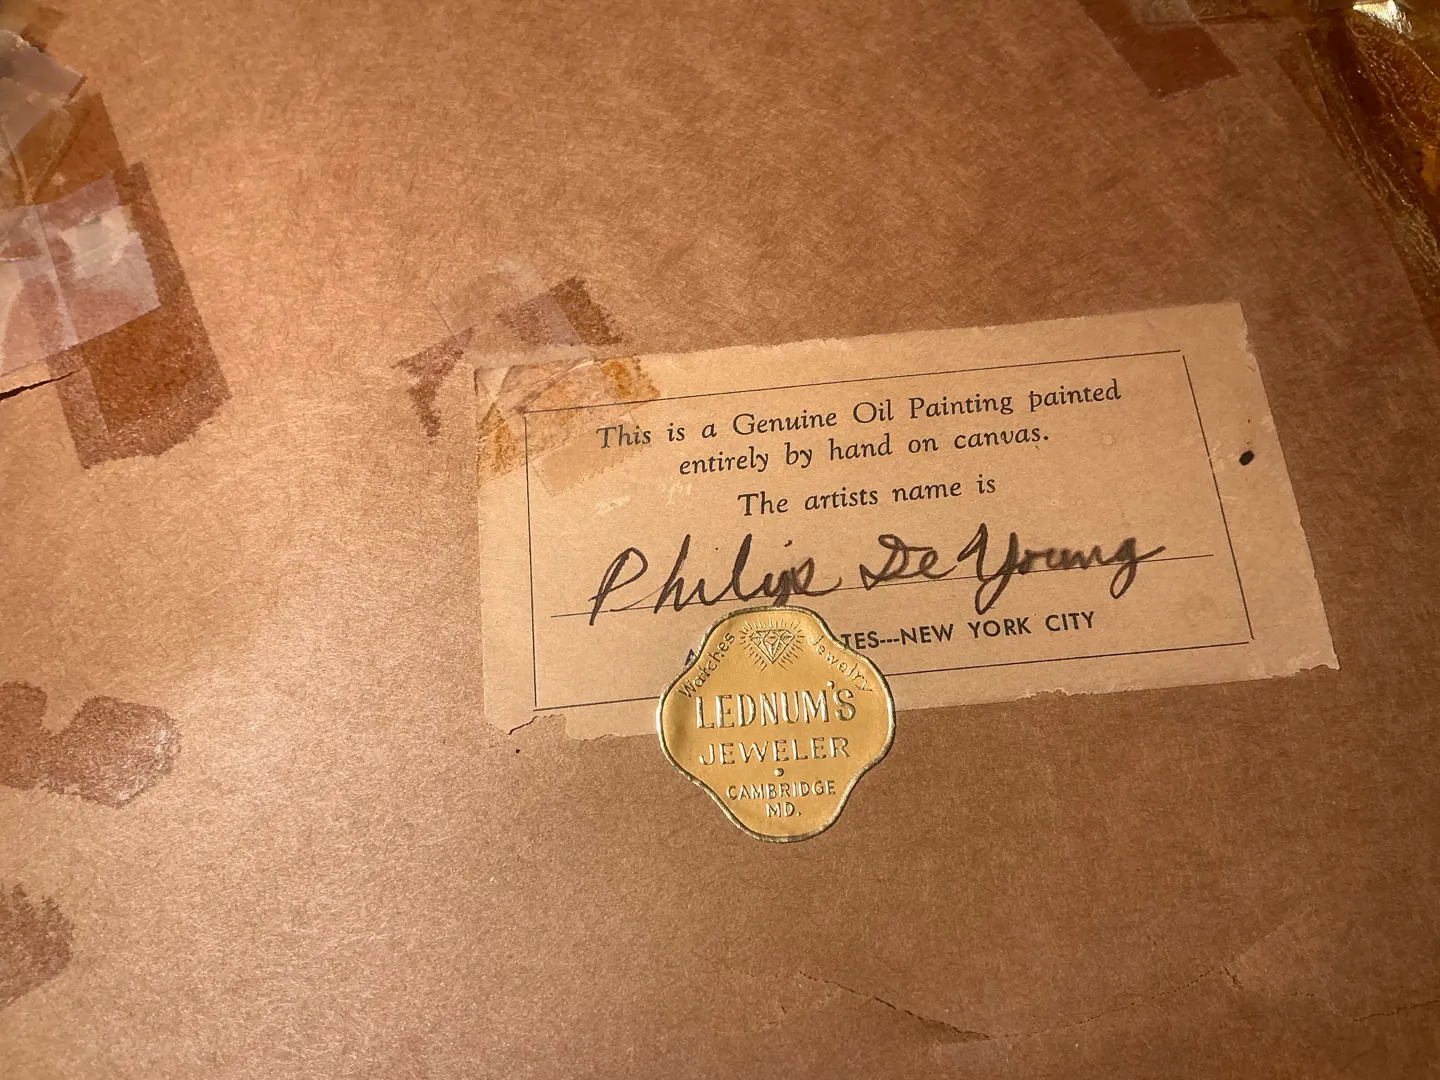 This is a Genuine Oil Painting painted
entirely by hand on canvas.
The artists name is
Philips De Young
TES---NEW YORK CITY
Watches Jewelry
LEDNUM'S
JEWELER
CAMBRIDGE
MD.